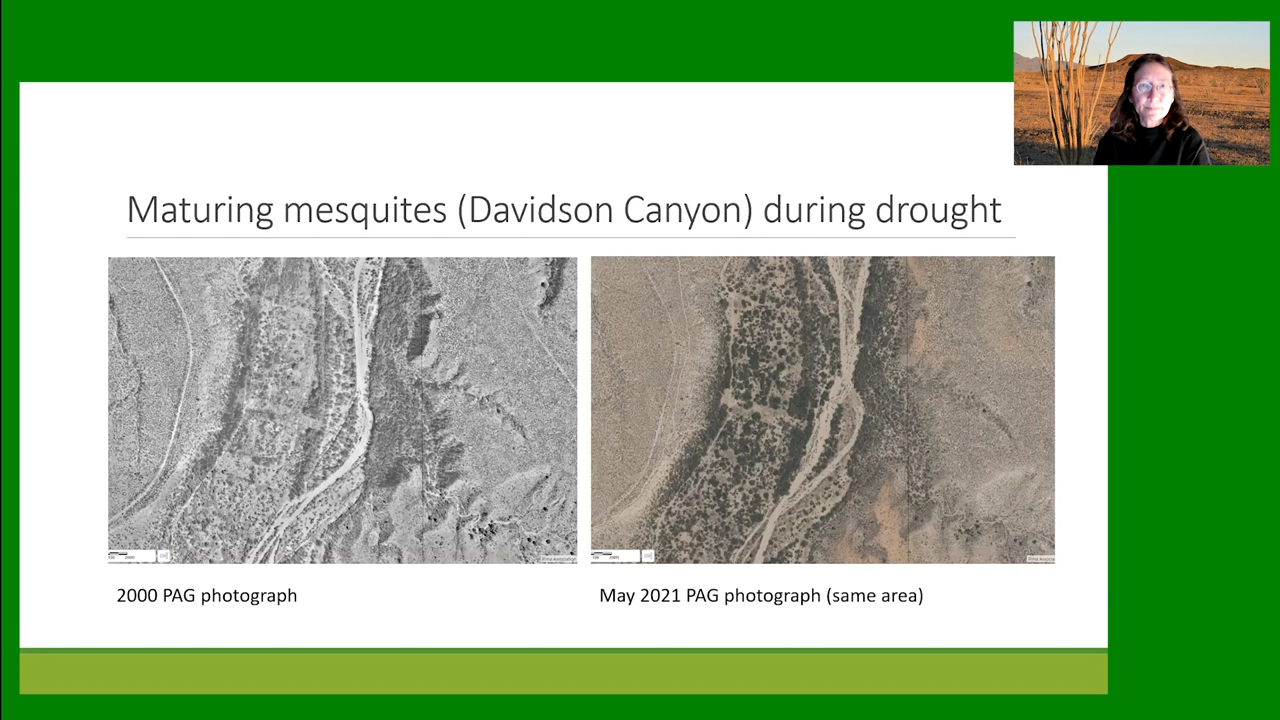 Maturing mesquites (Davidson Canyon) during drought
2000 PAG photograph
May 2021 PAG photograph (same area)